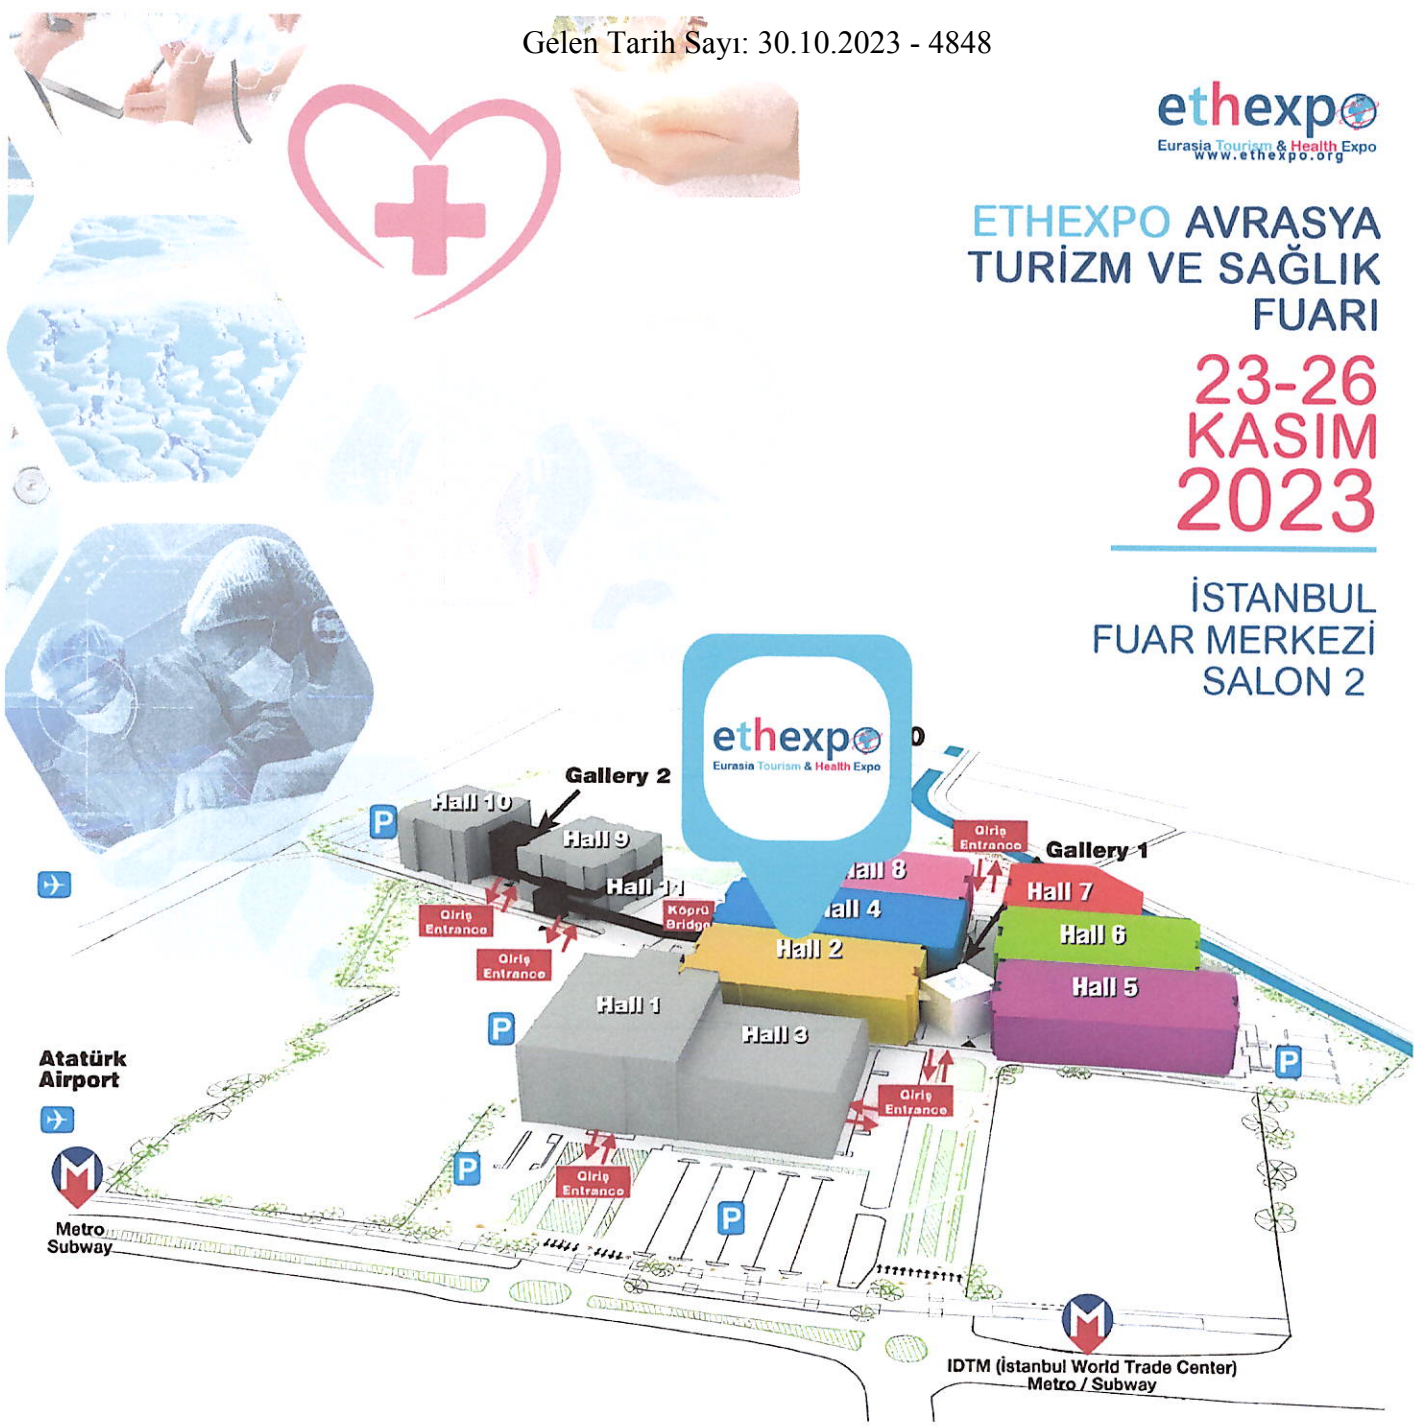 Gelen Tarih Sayı: 30.10.2023 - 4848
ethexpo
Eurasia Tourism & Health Expo
www.ethexpo.org
ETHEXPO AVRASYA
TURİZM VE SAĞLIK
FUARI
23-26
KASIM
2023
İSTANBUL
FUAR MERKEZİ
SALON 2
ethexpo
Eurasia Tourism & Health Expo
Gallery 2
Hall 10
Hall 9
Hall 11
Giriş
Entrance
Gallery 1
Hall 8
Hall 7
Köprü
Bridge
Hall 4
Hall 6
Giriş
Entrance
Giriş
Entrance
Hall 2
Hall 5
Hall 1
Hall 3
P
P
P
P
P
Atatürk
Airport
Giriş
Entrance
Giriş
Entrance
M
Metro
Subway
M
IDTM (İstanbul World Trade Center)
Metro / Subway